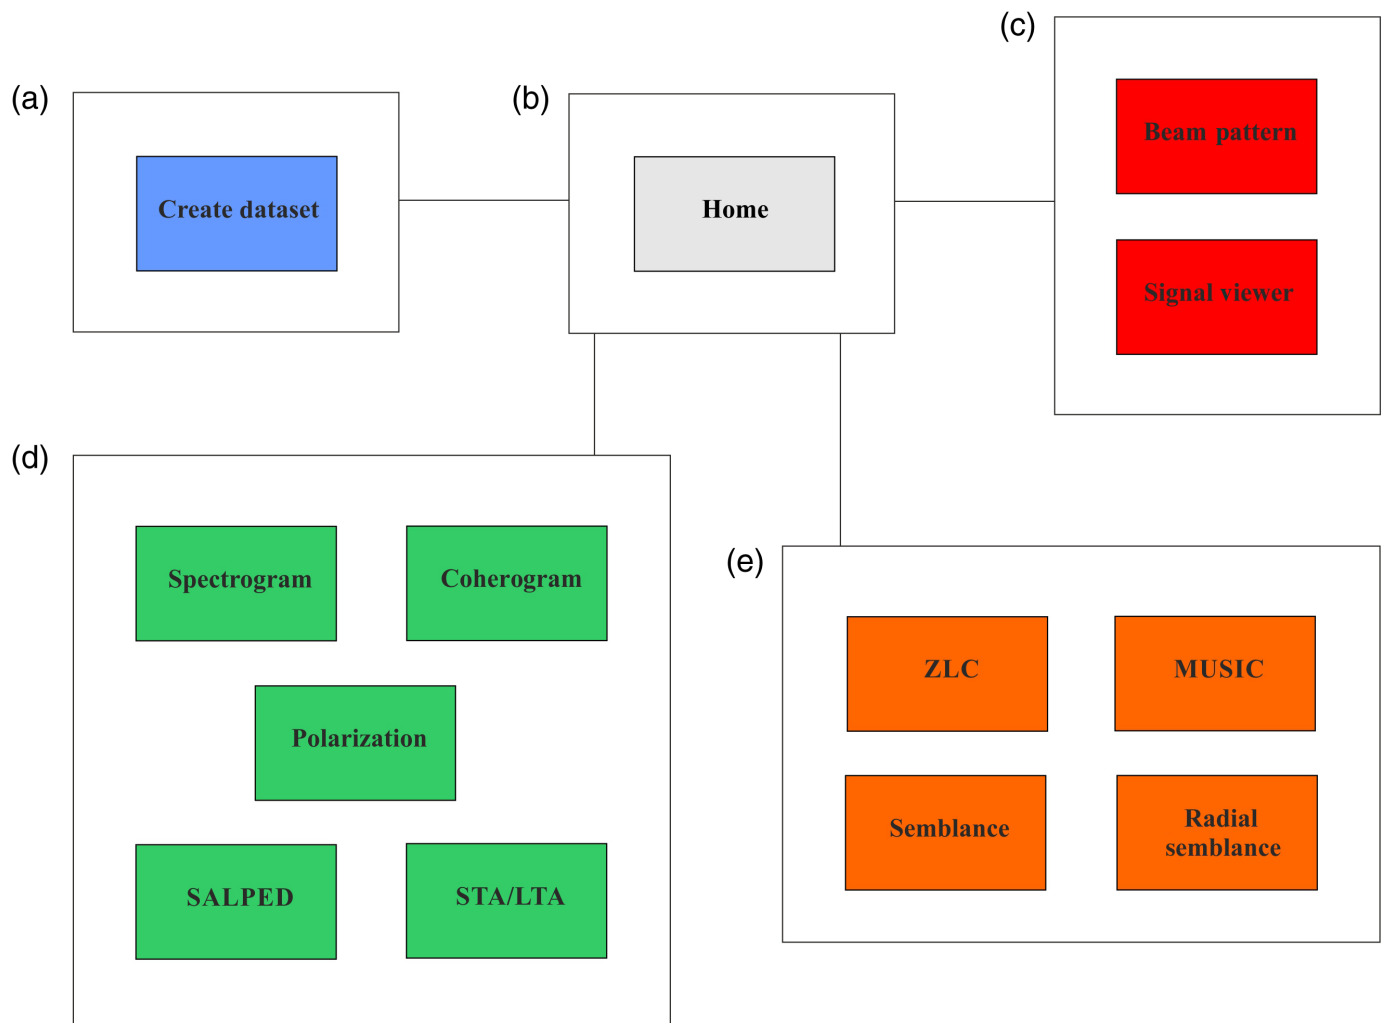 (a)
Create dataset
(b)
Home
(c)
Beam pattern
Signal viewer
(d)
Spectrogram
Coherogram
Polarization
SALPED
STA/LTA
(e)
ZLC
MUSIC
Semblance
Radial
semblance